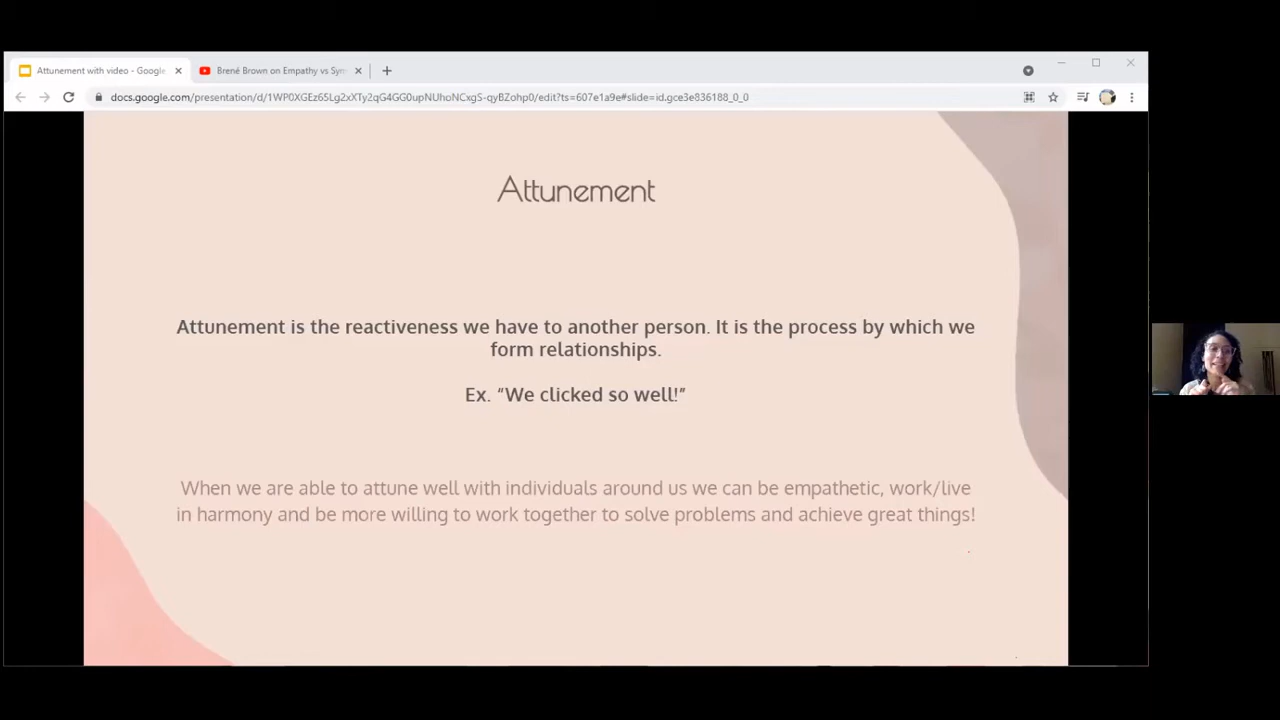 Attunement with video - Google
Brené Brown on Empathy vs Sym
docs.google.com/presentation/d/1WP0XGEz65Lg2xXTy2qG4GG0upNUhoNCxgS-qyBZohp0/edit?ts=607e1a9e#slide=id.gce3e836188_0_0
Attunement
Attunement is the reactiveness we have to another person. It is the process by which we
form relationships.
Ex. “We clicked so well!”
When we are able to attune well with individuals around us we can be empathetic, work/live
in harmony and be more willing to work together to solve problems and achieve great things!